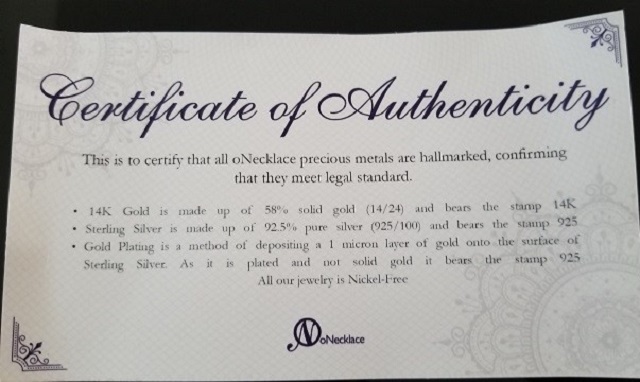 Certificate of Authenticity
This is to certify that all oNecklace precious metals are hallmarked, confirming
that they meet legal standard.
• 14K Gold is made up of 58% solid gold (14/24) and bears the stamp 14K
• Sterling Silver is made up of 92.5% pure silver (925/100) and bears the stamp 925
• Gold Plating is a method of depositing a 1 micron layer of gold onto the surface of
Sterling Silver. As it is plated and not solid gold it bears the stamp 925
All our jewelry is Nickel-Free
oNecklace